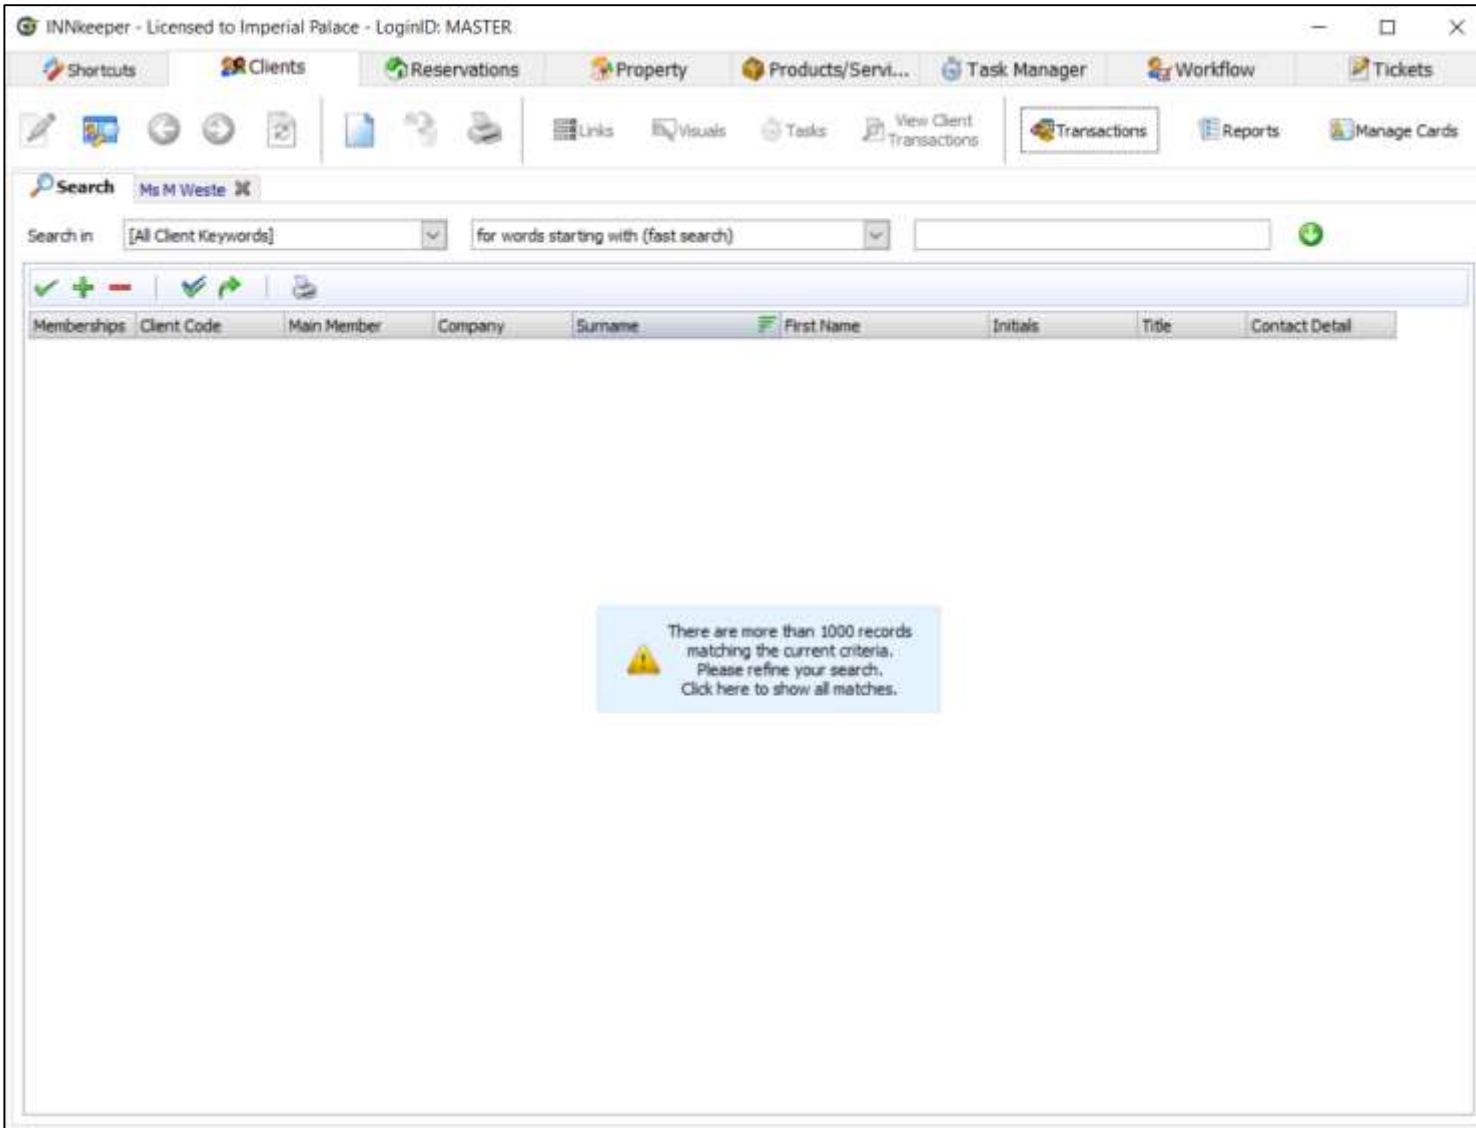 INNkeeper - Licensed to Imperial Palace - LoginID: MASTER
Shortcuts Clients Reservations Property Products/Servi... Task Manager Workflow Tickets
Links Visuals Tasks View Client Transactions Transactions Reports Manage Cards
Search Ms M Weste
Search in [All Client Keywords] for words starting with (fast search)
Memberships Client Code Main Member Company Surname First Name Initials Title Contact Detail
There are more than 1000 records
matching the current criteria.
Please refine your search.
Click here to show all matches.